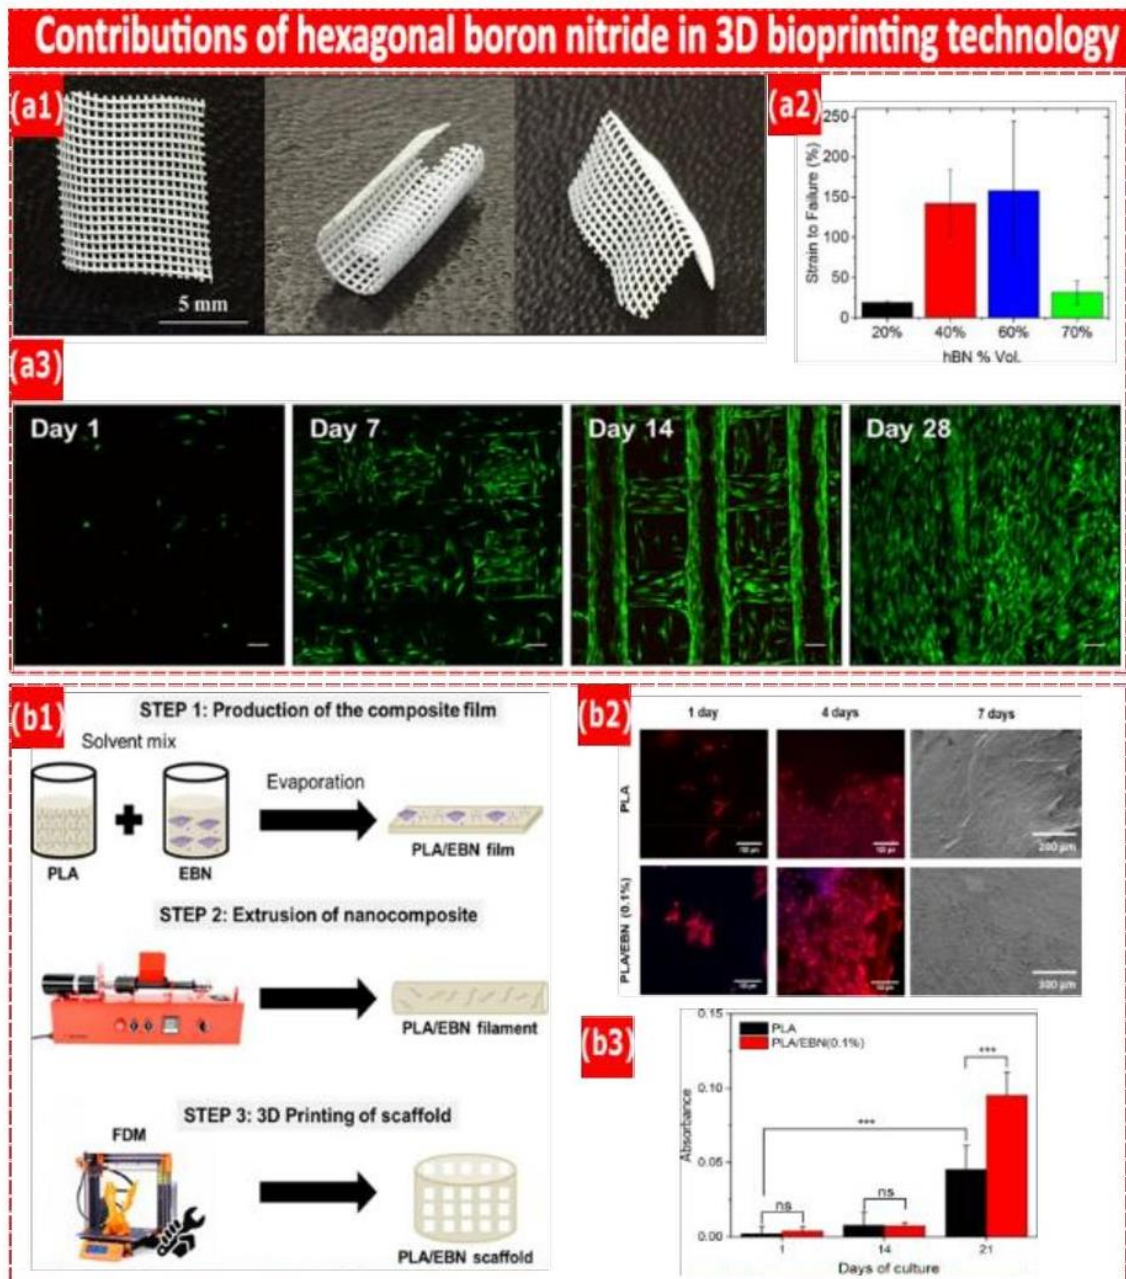 Contributions of hexagonal boron nitride in 3D bioprinting technology
(a1)
5 mm
(a2)
Strain to Failure (%)
250
200
150
100
50
0
20% 40% 60% 70%
hBN % Vol.
(a3)
Day 1
Day 7
Day 14
Day 28
(b1)
STEP 1: Production of the composite film
Solvent mix
Evaporation
PLA
EBN
PLA/EBN film
STEP 2: Extrusion of nanocomposite
PLA/EBN filament
STEP 3: 3D Printing of scaffold
FDM
PLA/EBN scaffold
(b2)
1 day
4 days
7 days
PLA
200 µm
PLA/EBN (0.1%)
300 µm
(b3)
Absorbance
0.15
0.10
0.05
0.00
PLA
PLA/EBN(0.1%)
***
***
ns
ns
1 14 21
Days of culture